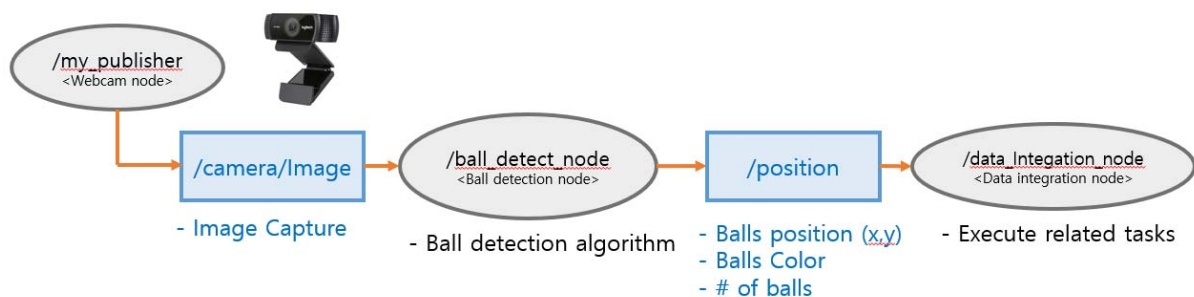 /my_publisher
<Webcam node>
/camera/Image
- Image Capture
/ball_detect_node
<Ball detection node>
- Ball detection algorithm
/position
- Balls position (x,y)
- Balls Color
- # of balls
/data_Integation_node
<Data integration node>
- Execute related tasks